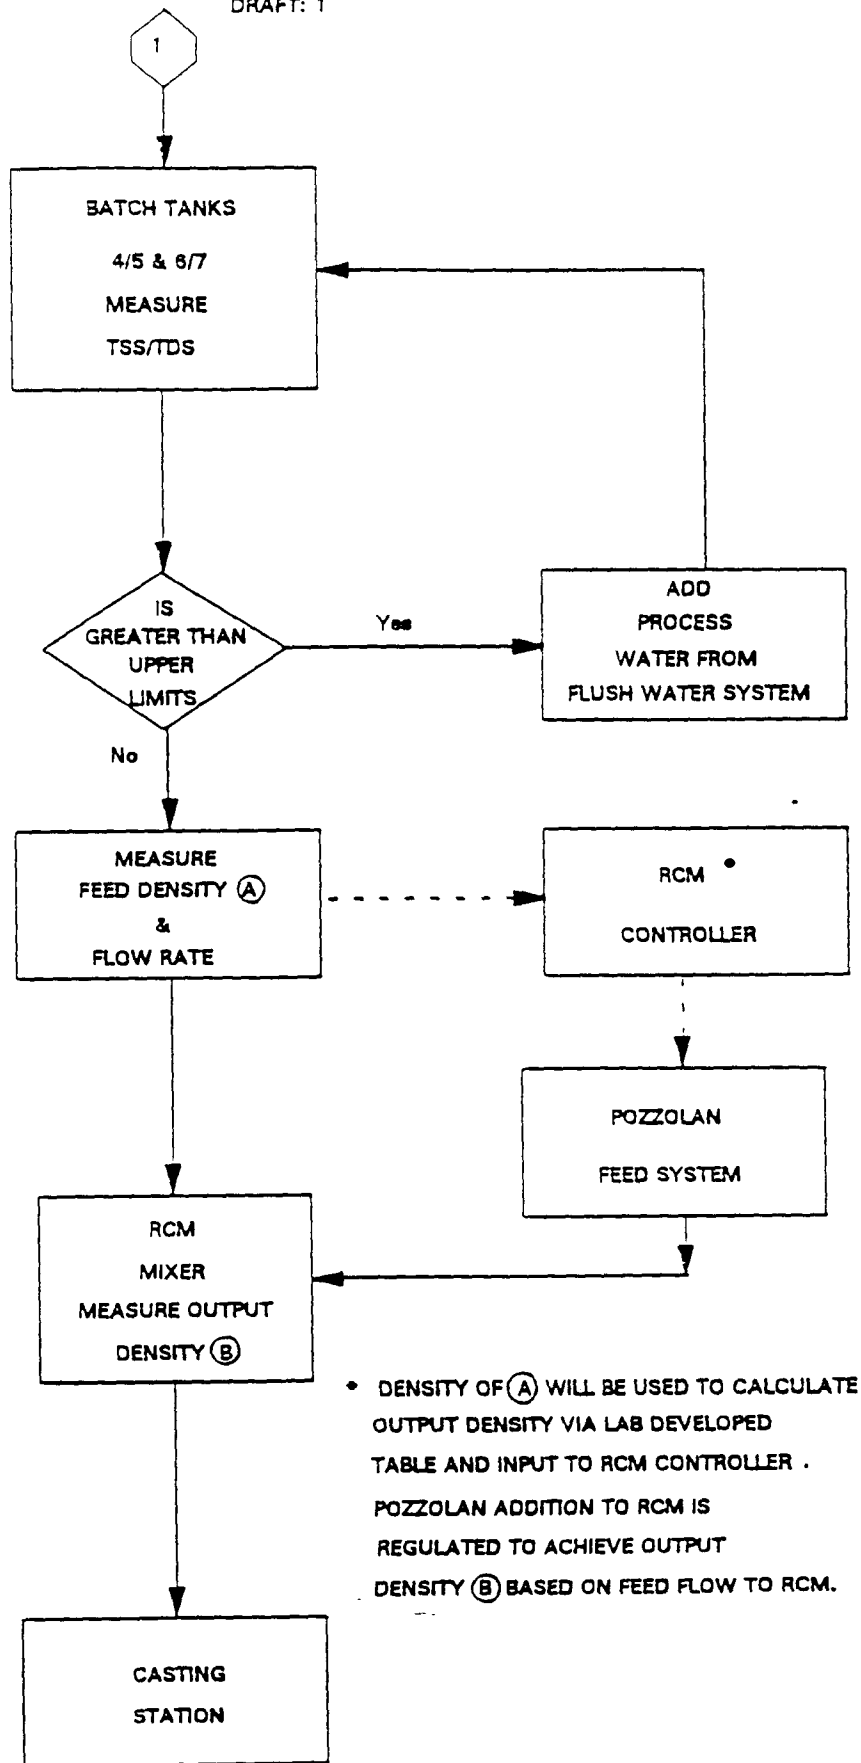 DRAFT: 1
1
BATCH TANKS
4/5 & 6/7
MEASURE
TSS/TDS
IS
GREATER THAN
UPPER
LIMITS
Yes
ADD
PROCESS
WATER FROM
FLUSH WATER SYSTEM
No
MEASURE
FEED DENSITY Ⓐ
&
FLOW RATE
RCM •
CONTROLLER
POZZOLAN
FEED SYSTEM
RCM
MIXER
MEASURE OUTPUT
DENSITY Ⓑ
• DENSITY OF Ⓐ WILL BE USED TO CALCULATE
OUTPUT DENSITY VIA LAB DEVELOPED
TABLE AND INPUT TO RCM CONTROLLER .
POZZOLAN ADDITION TO RCM IS
REGULATED TO ACHIEVE OUTPUT
DENSITY Ⓑ BASED ON FEED FLOW TO RCM.
CASTING
STATION